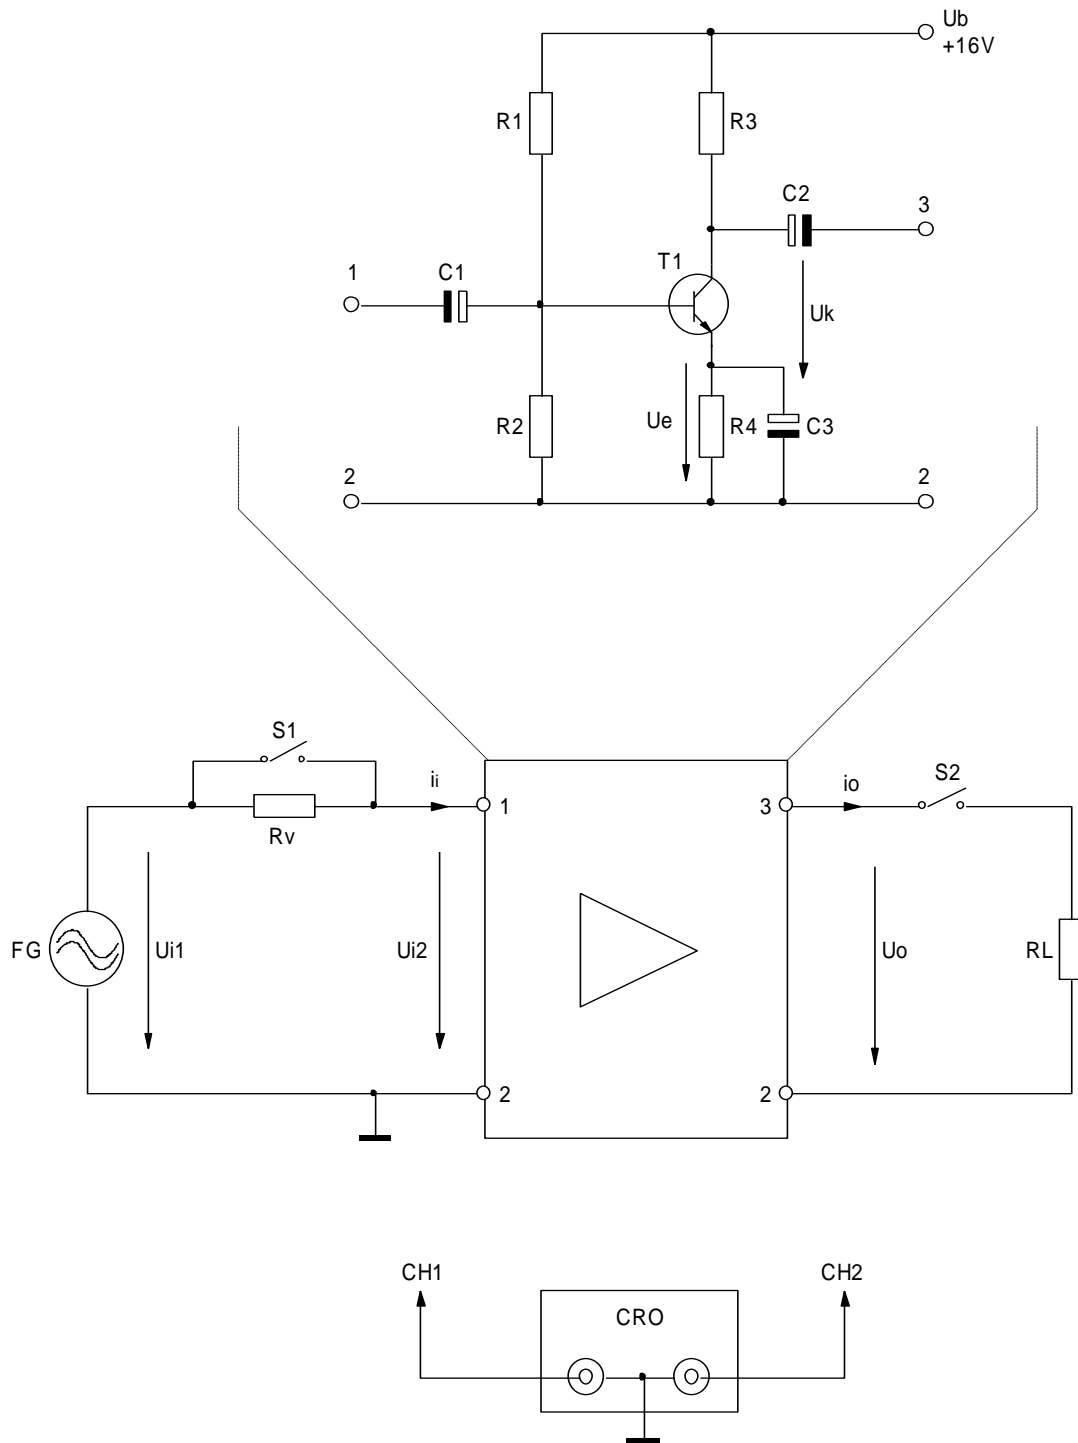 Ub
+16V
R1
R3
C2
3
1
C1
T1
Uk
R2
Ue
R4
C3
2
2
S1
ii
1
3
io
S2
Rv
FG
Ui1
Ui2
Uo
RL
2
2
CH1
CH2
CRO